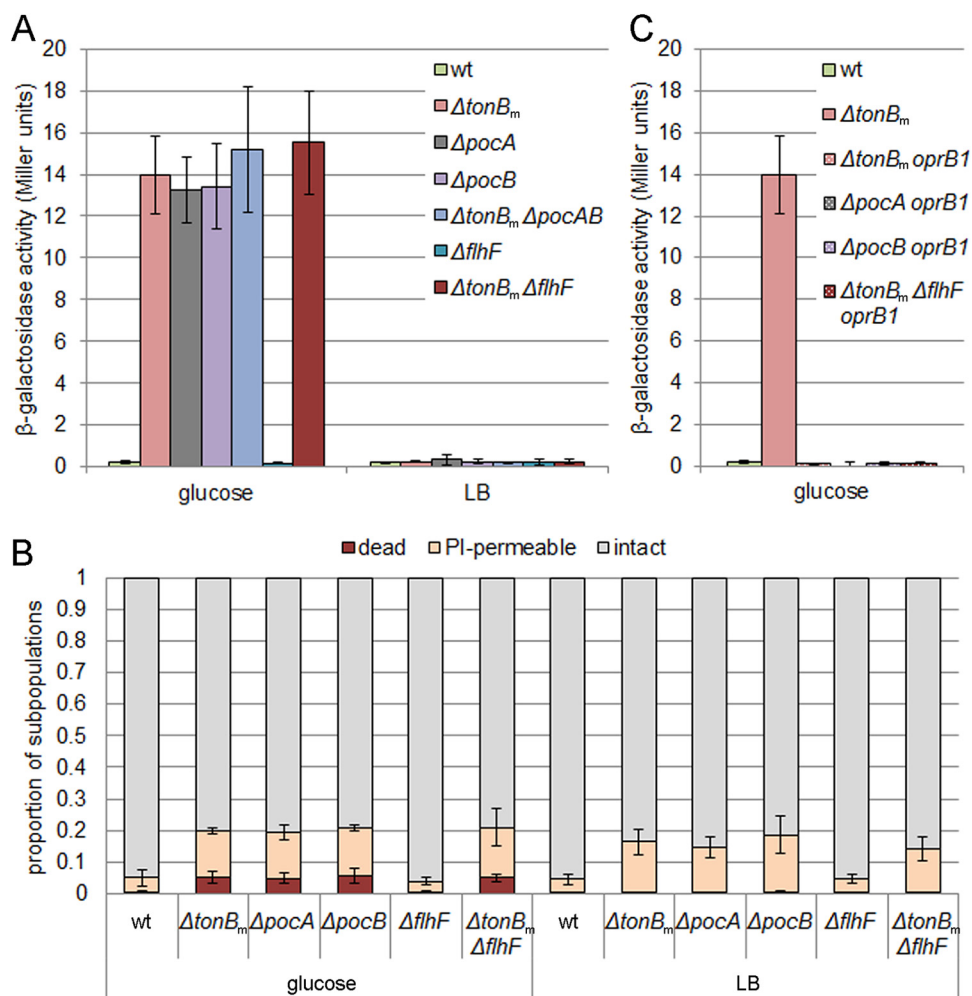 A
β-galactosidase activity (Miller units)
20
18
16
14
12
10
8
6
4
2
0
wt
ΔtonBm
ΔpocA
ΔpocB
ΔtonBm ΔpocAB
ΔflhF
ΔtonBm ΔflhF
glucose
LB
C
β-galactosidase activity (Miller units)
20
18
16
14
12
10
8
6
4
2
0
wt
ΔtonBm
ΔtonBm oprB1
ΔpocA oprB1
ΔpocB oprB1
ΔtonBm ΔflhF
oprB1
glucose
B
dead PI-permeable intact
proportion of subpopulations
1
0.9
0.8
0.7
0.6
0.5
0.4
0.3
0.2
0.1
0
wt ΔtonBm ΔpocA ΔpocB ΔflhF ΔtonBm wt ΔtonBm ΔpocA ΔpocB ΔflhF ΔtonBm
ΔflhF ΔflhF
glucose LB